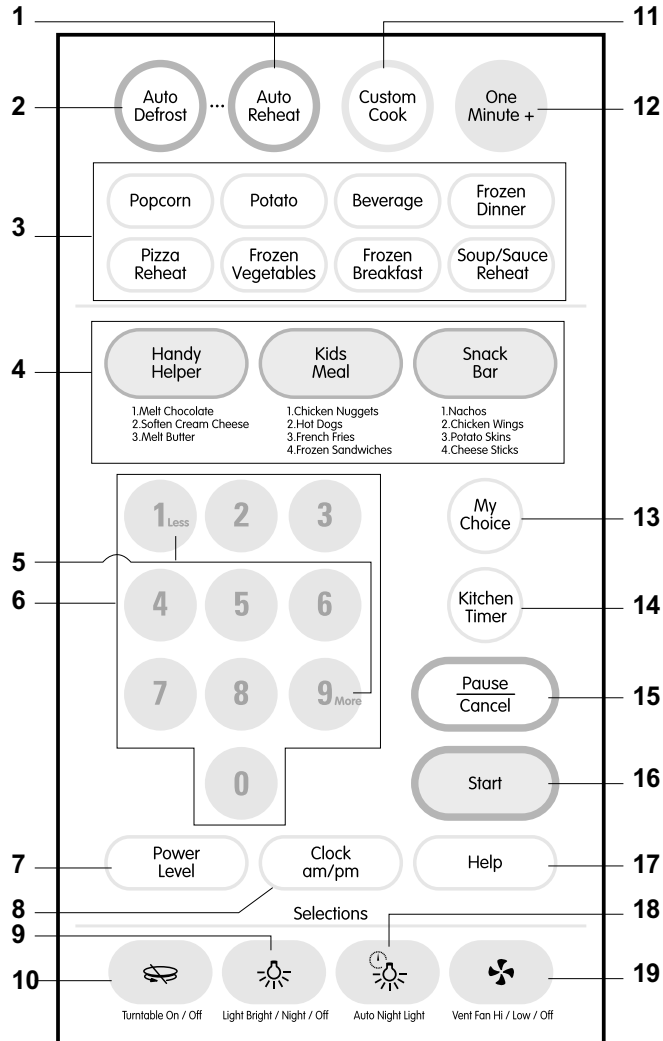 1
11
Auto
Defrost
...
Auto
Reheat
Custom
Cook
One
Minute +
2
12
Popcorn
Potato
Beverage
Frozen
Dinner
3
Pizza
Reheat
Frozen
Vegetables
Frozen
Breakfast
Soup/Sauce
Reheat
4
Handy
Helper
Kids
Meal
Snack
Bar
1.Melt Chocolate
2.Soften Cream Cheese
3.Melt Butter
1.Chicken Nuggets
2.Hot Dogs
3.French Fries
4.Frozen Sandwiches
1.Nachos
2.Chicken Wings
3.Potato Skins
4.Cheese Sticks
1 Less
2
3
My
Choice
13
5
6
4
5
6
Kitchen
Timer
14
7
8
9 More
Pause
Cancel
15
0
Start
16
7
Power
Level
Clock
am/pm
Help
17
8
Selections
18
9
10
19
Turntable On / Off
Light Bright / Night / Off
Auto Night Light
Vent Fan Hi / Low / Off